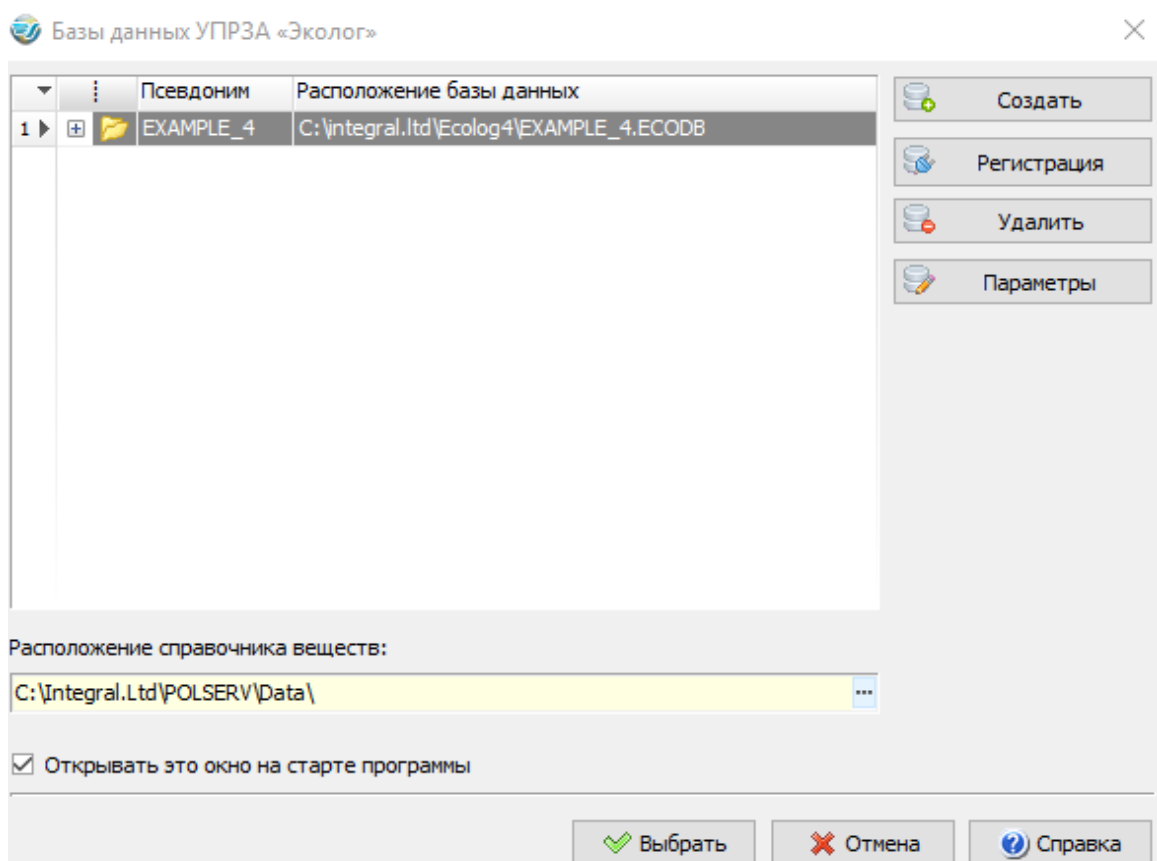 Базы данных УПРЗА «Эколог»
Псевдоним Расположение базы данных
1 EXAMPLE_4 C:\integral.ltd\Ecolog4\EXAMPLE_4.ECODB
Создать
Регистрация
Удалить
Параметры
Расположение справочника веществ:
C:\Integral.Ltd\POLSERV\Data\ ...
Открывать это окно на старте программы
Выбрать Отмена Справка